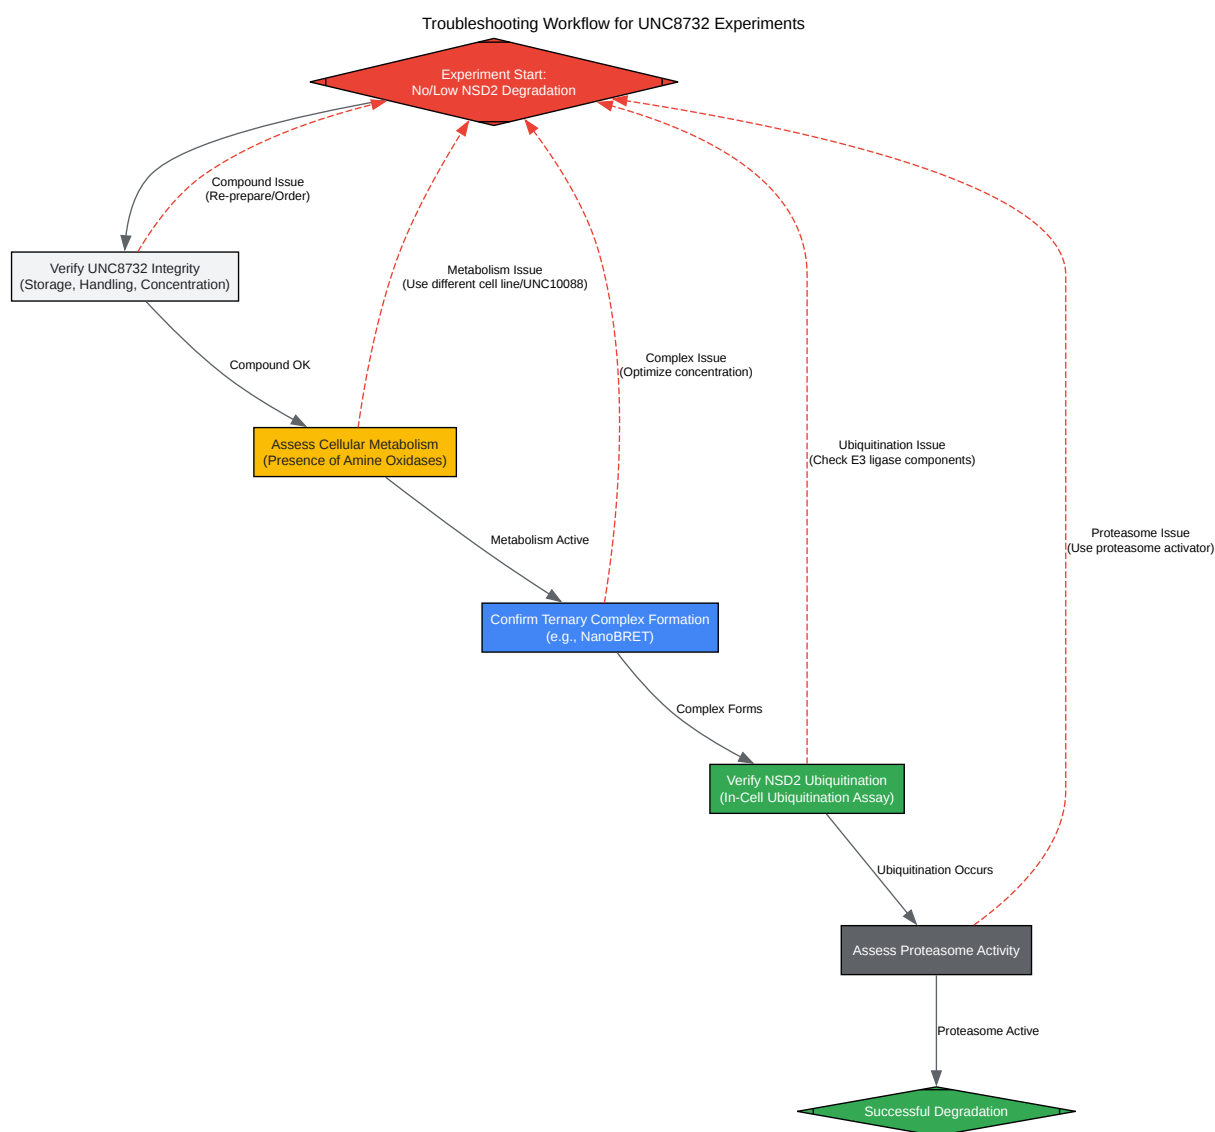 Troubleshooting Workflow for UNC8732 Experiments
Experiment Start:
No/Low NSD2 Degradation
Compound Issue
(Re-prepare/Order)
Verify UNC8732 Integrity
(Storage, Handling, Concentration)
Metabolism Issue
(Use different cell line/UNC10088)
Compound OK
Complex Issue
(Optimize concentration)
Assess Cellular Metabolism
(Presence of Amine Oxidases)
Ubiquitination Issue
(Check E3 ligase components)
Metabolism Active
Proteasome Issue
(Use proteasome activator)
Confirm Ternary Complex Formation
(e.g., NanoBRET)
Complex Forms
Verify NSD2 Ubiquitination
(In-Cell Ubiquitination Assay)
Ubiquitination Occurs
Assess Proteasome Activity
Proteasome Active
Successful Degradation